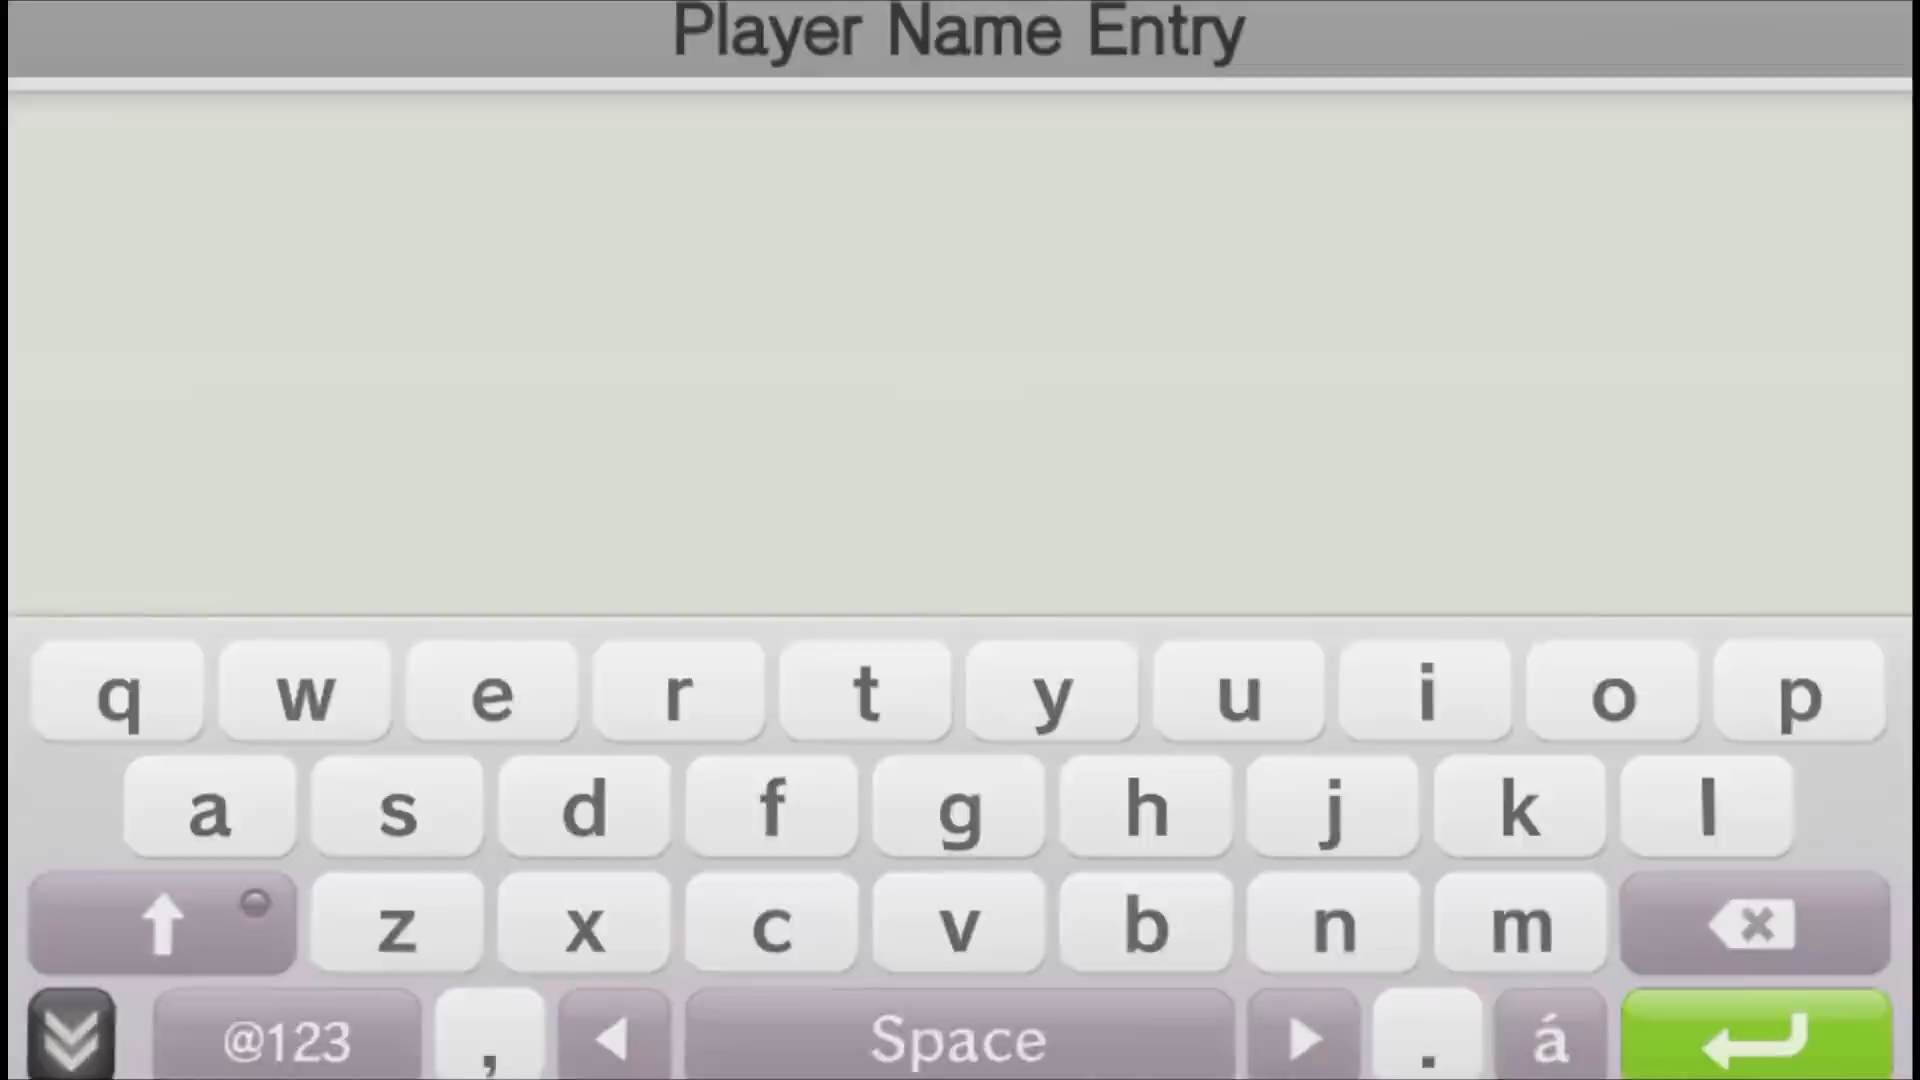 Player Name Entry
q w e r t y u i o p
a s d f g h j k l
z x c v b n m
@123 , Space . á